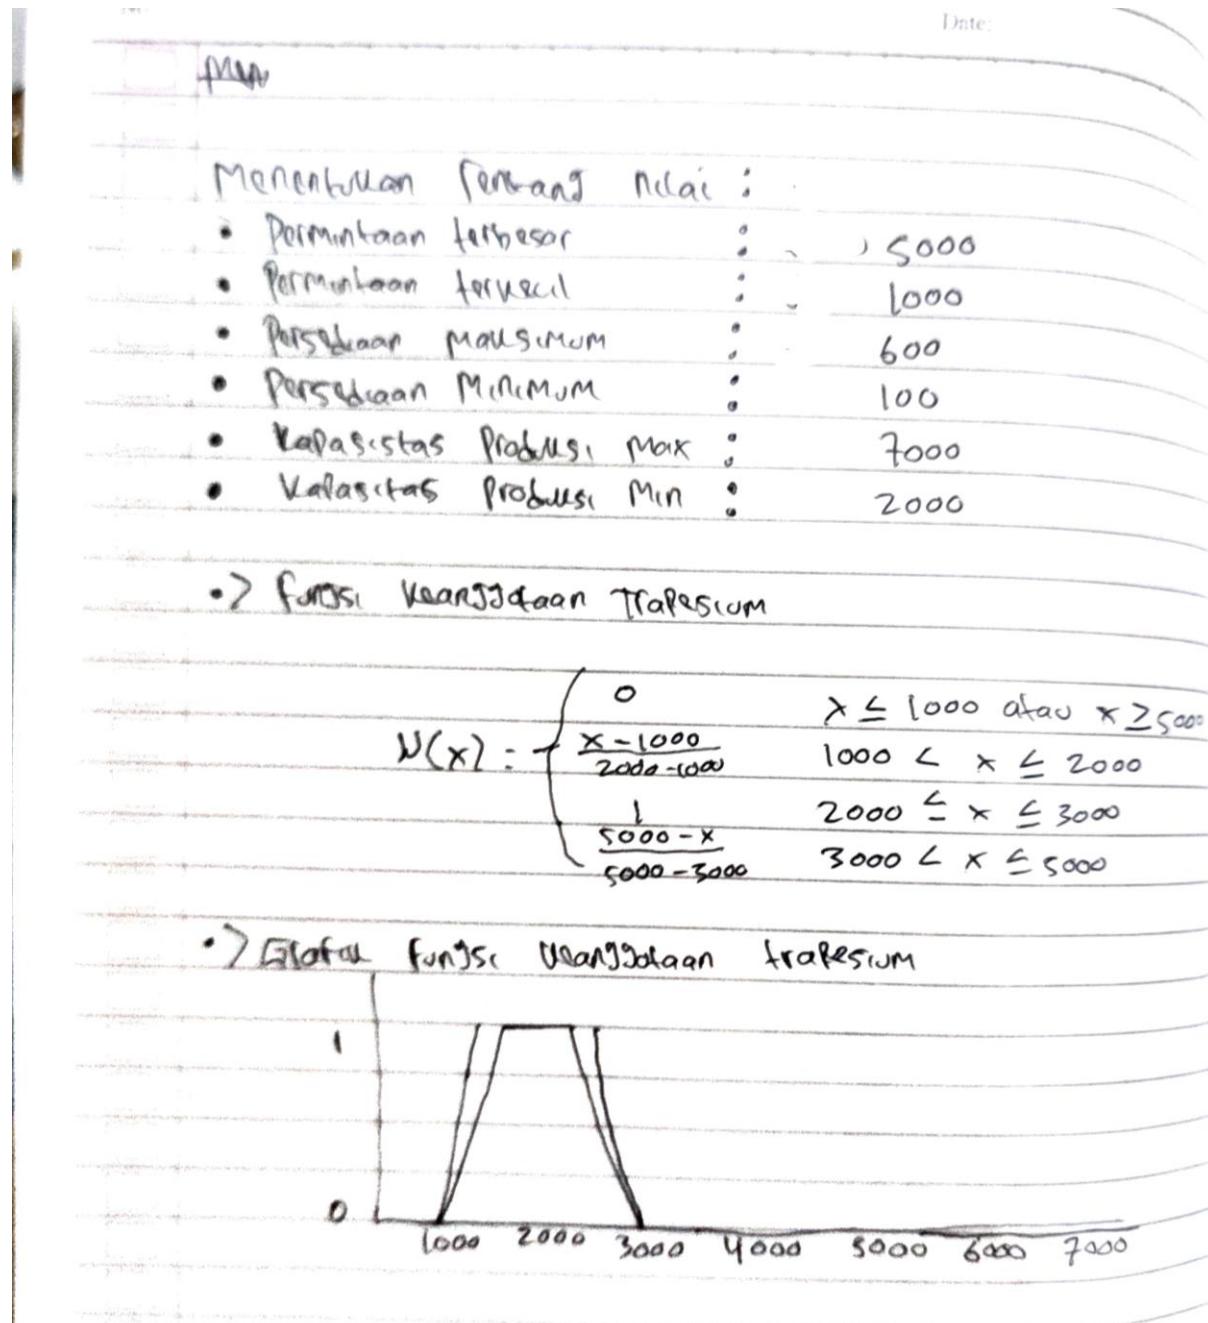 Date:
Menentukan rentang nilai :
• Permintaan terbesar : 5000
• Permintaan terkecil : 1000
• Persediaan maksimum : 600
• Persediaan Minimum : 100
• Kapasistas Produksi Max : 7000
• Kapasitas Produksi Min : 2000
•> fungsi keanggotaan Trapesium
0 x ≤ 1000 atau x ≥ 5000
N(x) : x - 1000 / 2000 - 1000 1000 < x ≤ 2000
1 2000 ≤ x ≤ 3000
5000 - x / 5000 - 3000 3000 < x ≤ 5000
•> Grafik fungsi keanggotaan trapesium
1
0
1000 2000 3000 4000 5000 6000 7000